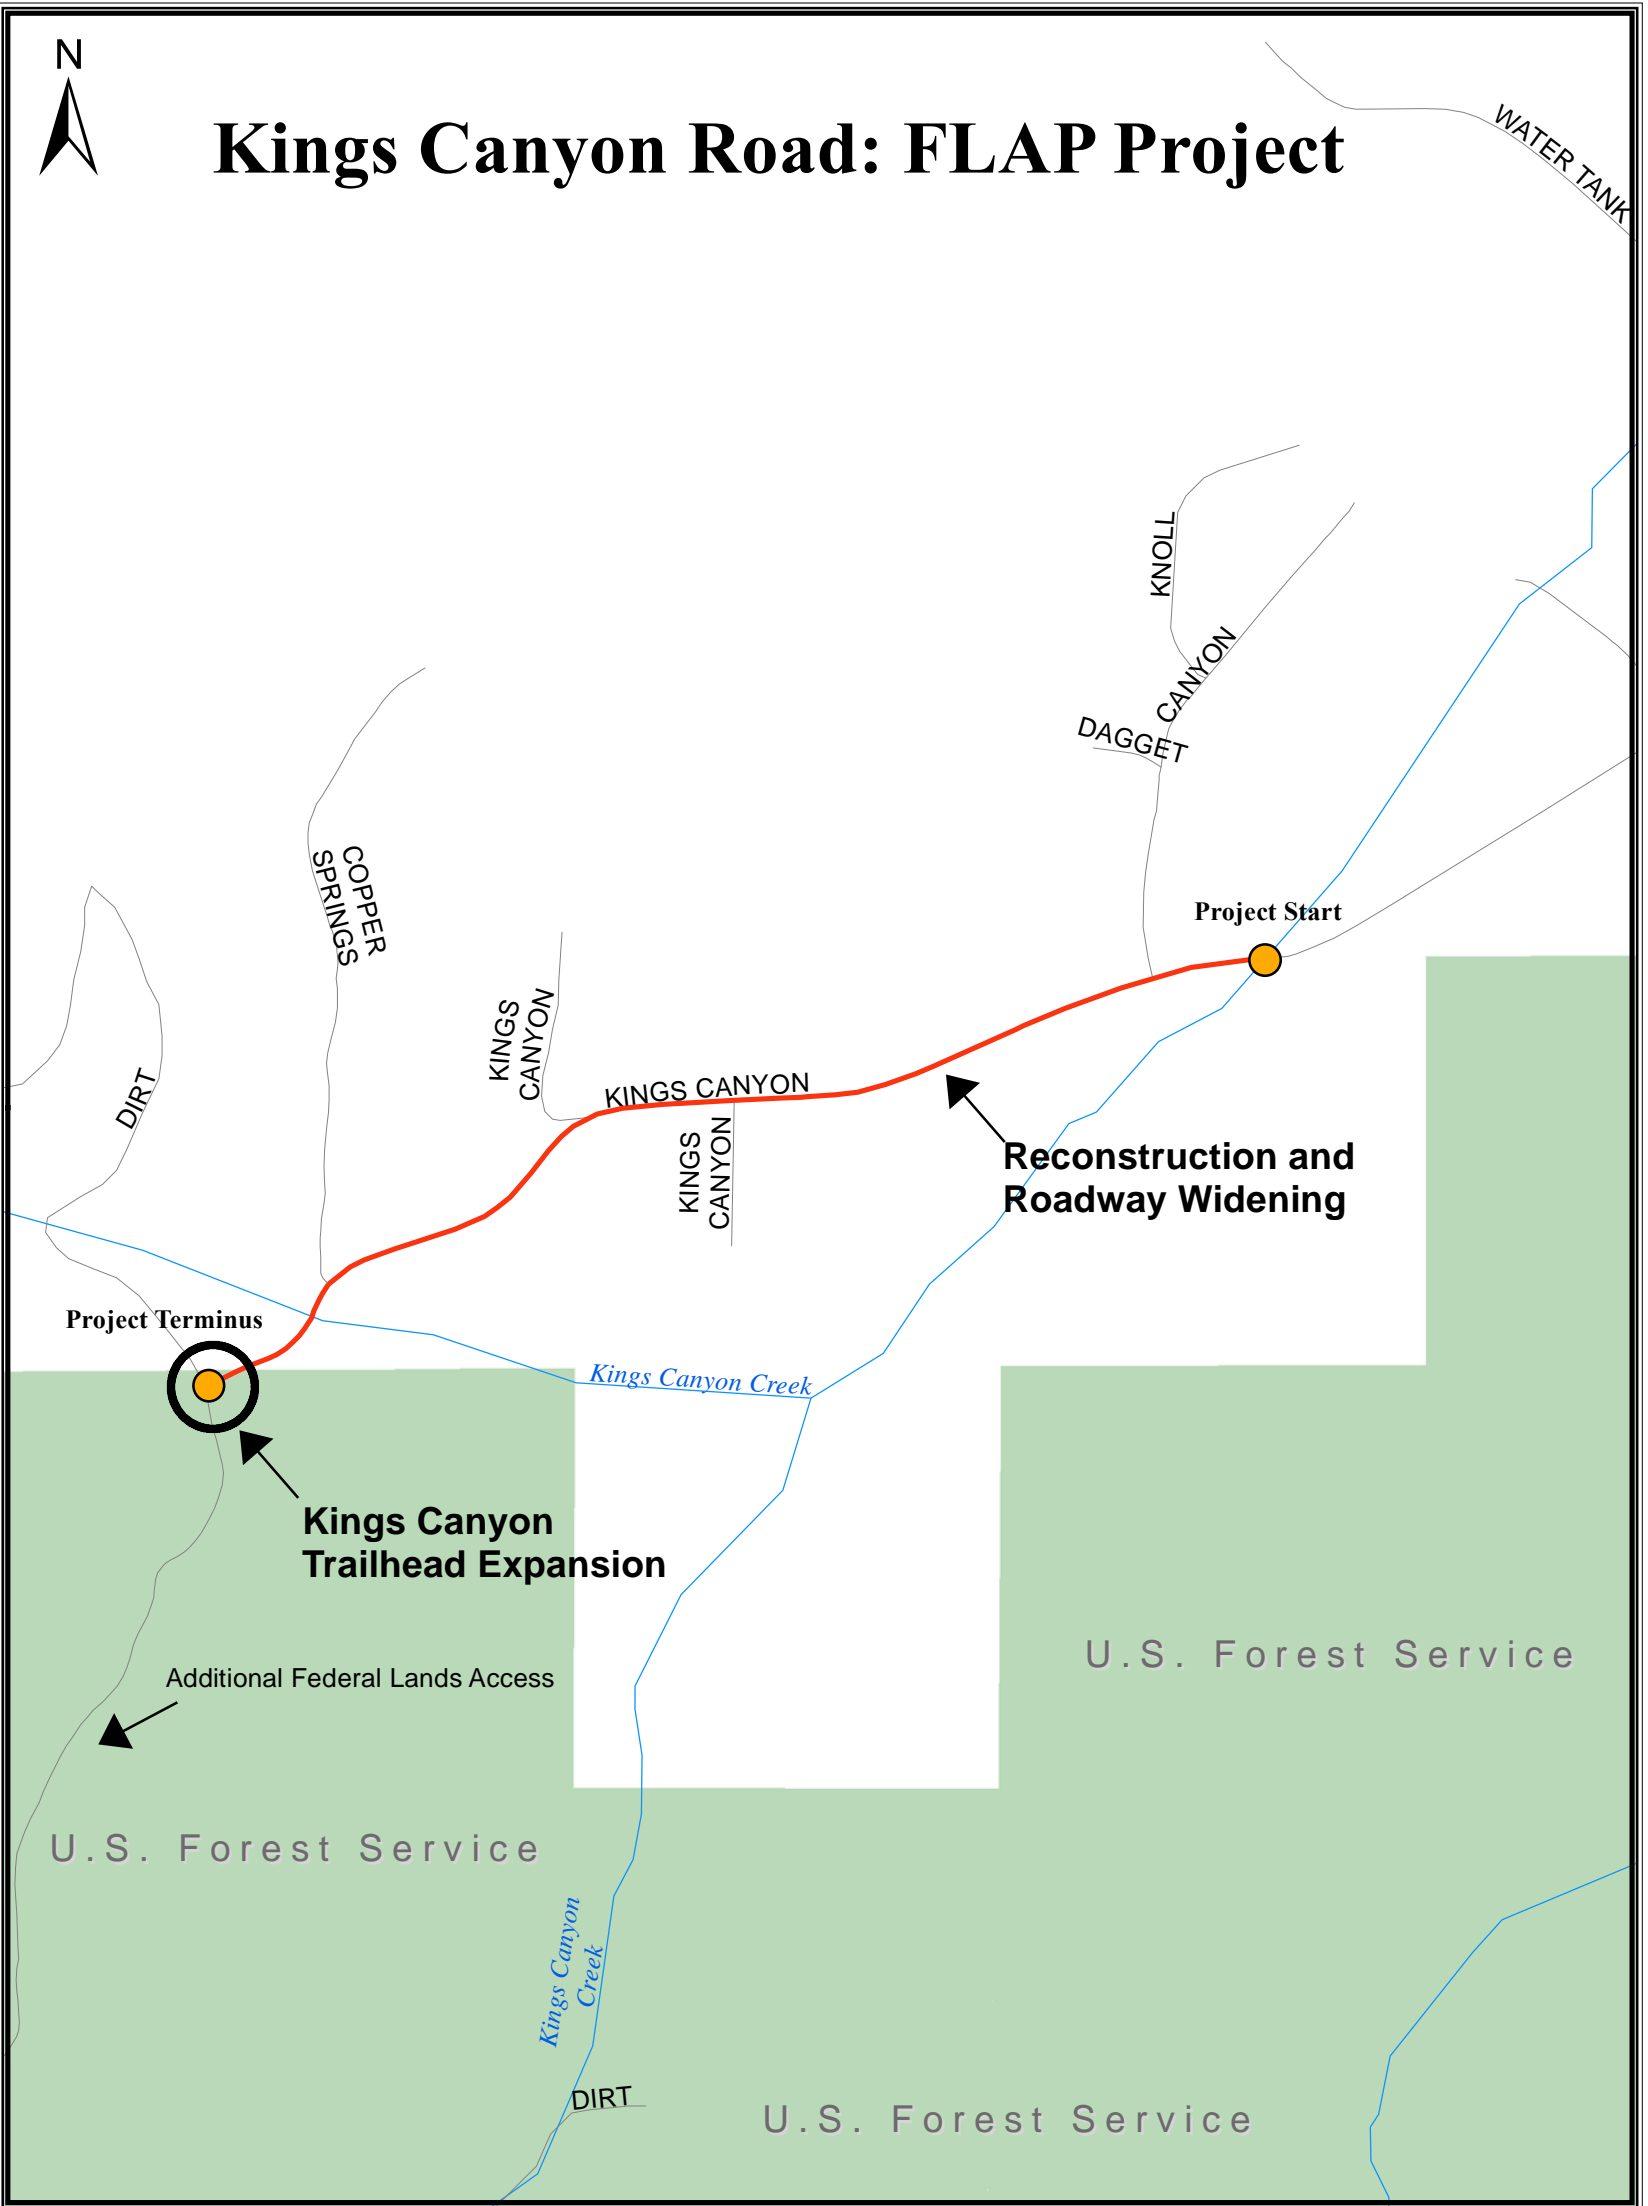 N
Kings Canyon Road: FLAP Project
WATER TANK
KNOLL
CANYON
DAGGET
COPPER
SPRINGS
Project Start
KINGS
CANYON
DIRT
KINGS CANYON
KINGS
CANYON
Reconstruction and
Roadway Widening
Project Terminus
Kings Canyon Creek
Kings Canyon
Trailhead Expansion
U.S. Forest Service
Additional Federal Lands Access
U.S. Forest Service
Kings Canyon
Creek
DIRT
U.S. Forest Service